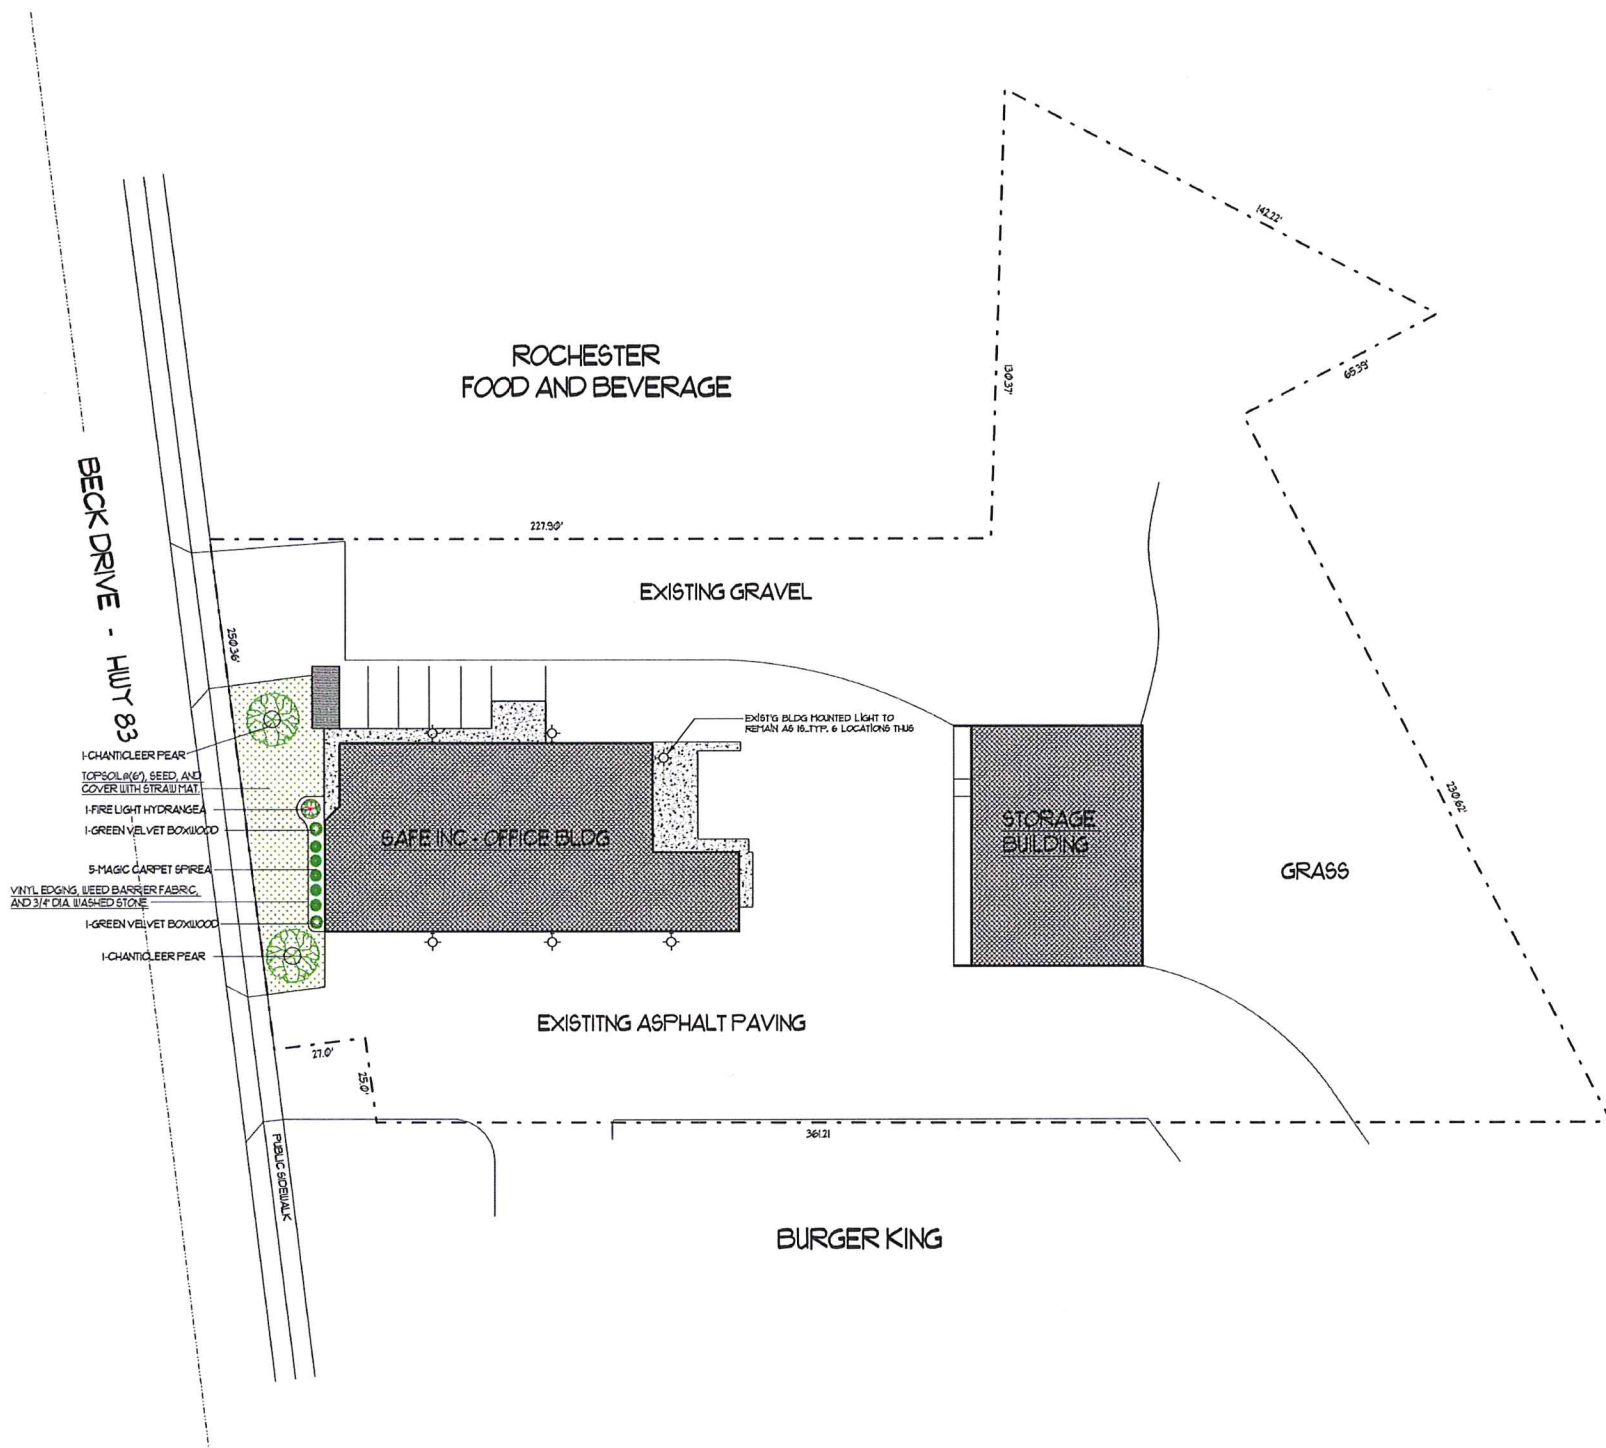 142.22'
ROCHESTER
FOOD AND BEVERAGE
130.37'
65.39'
BECK DRIVE - HWY 83
227.90'
EXISTING GRAVEL
250.36'
EXIST'G BLDG MOUNTED LIGHT TO
REMAIN AS IS..TYP. 6 LOCATIONS THUS
1-CHANTICLEER PEAR
TOPSOIL@(6"), SEED, AND
COVER WITH STRAW MAT.
1-FIRE LIGHT HYDRANGEA
1-GREEN VELVET BOXWOOD
SAFE INC - OFFICE BLDG
STORAGE
BUILDING
230.62'
5-MAGIC CARPET SPIREA
GRASS
VINYL EDGING, WEED BARRIER FABRIC,
AND 3/4" DIA. WASHED STONE
1-GREEN VELVET BOXWOOD
1-CHANTICLEER PEAR
EXISTITNG ASPHALT PAVING
27.0'
25.0'
361.21
PUBLIC SIDEWALK
BURGER KING